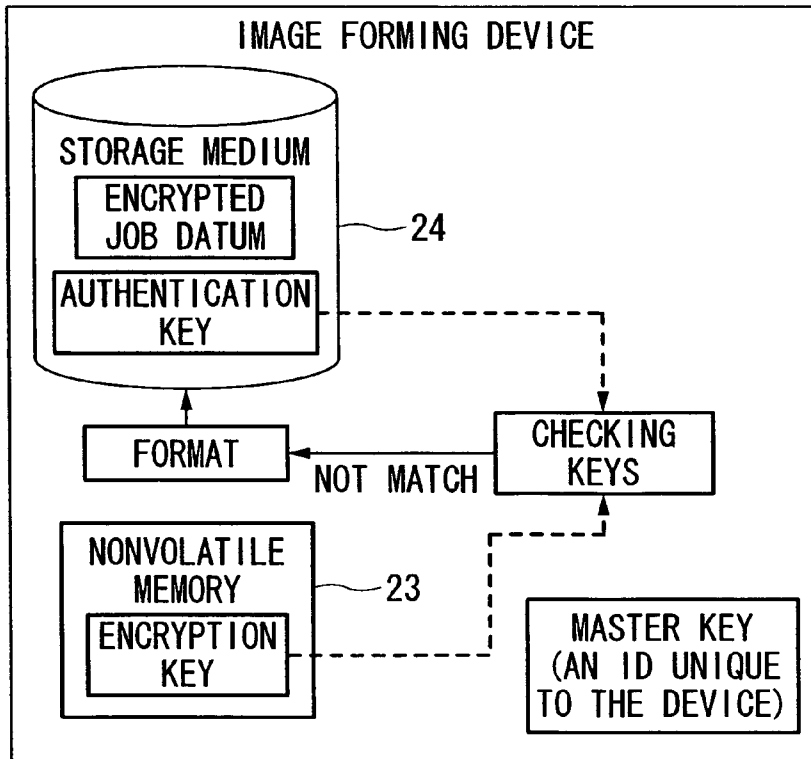 IMAGE FORMING DEVICE
STORAGE MEDIUM
ENCRYPTED
JOB DATUM
24
AUTHENTICATION
KEY
FORMAT
NOT MATCH
CHECKING
KEYS
NONVOLATILE
MEMORY
23
ENCRYPTION
KEY
MASTER KEY
(AN ID UNIQUE
TO THE DEVICE)